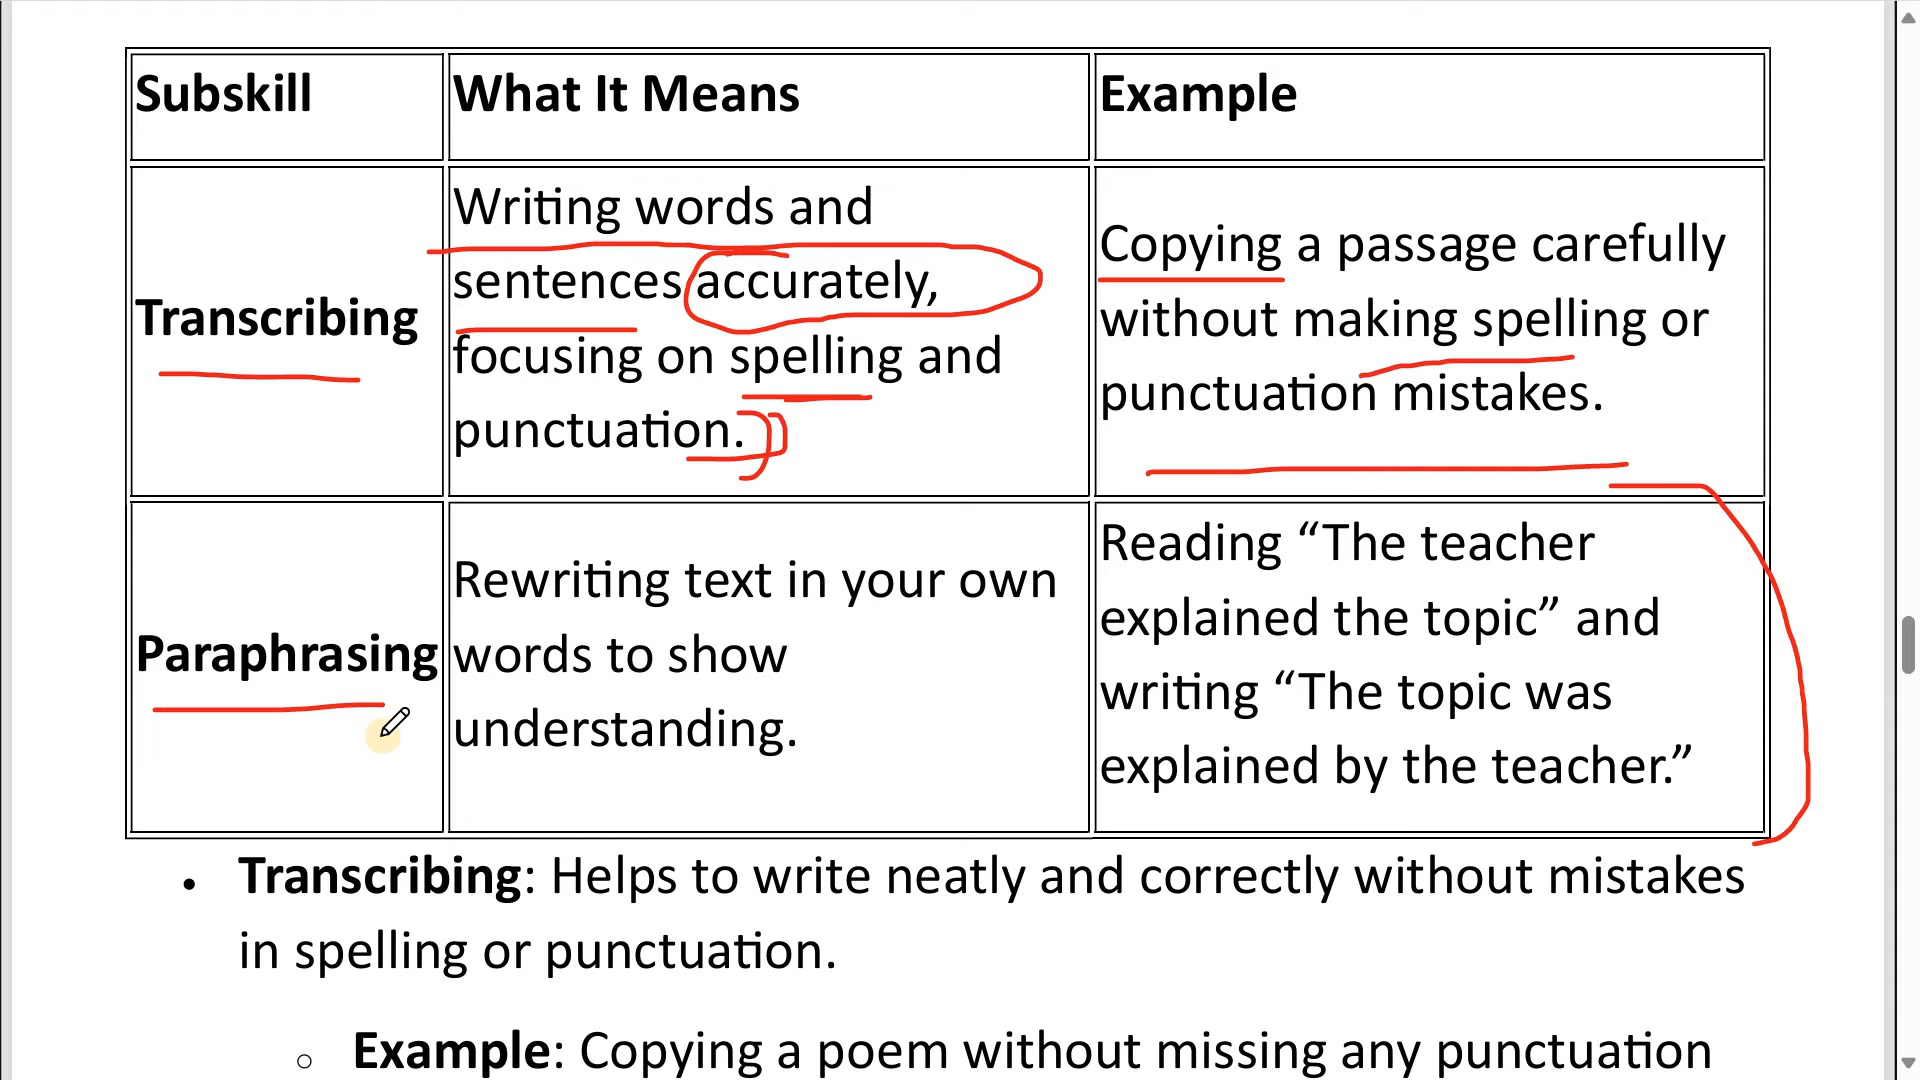 Subskill What It Means Example
Transcribing
Writing words and
sentences accurately,
focusing on spelling and
punctuation.
Copying a passage carefully
without making spelling or
punctuation mistakes.
Paraphrasing
Rewriting text in your own
words to show
understanding.
Reading “The teacher
explained the topic” and
writing “The topic was
explained by the teacher.”
• Transcribing: Helps to write neatly and correctly without mistakes
in spelling or punctuation.
○ Example: Copying a poem without missing any punctuation